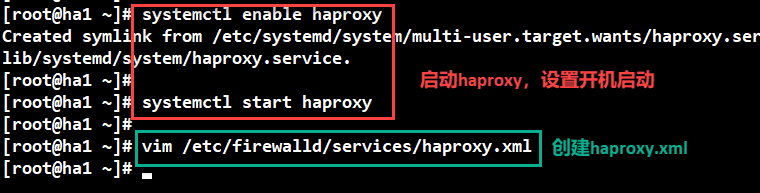 [root@ha1 ~]# systemctl enable haproxy
Created symlink from /etc/systemd/system/multi-user.target.wants/haproxy.ser
lib/systemd/system/haproxy.service.
[root@ha1 ~]#
启动haproxy，设置开机启动
[root@ha1 ~]# systemctl start haproxy
[root@ha1 ~]#
[root@ha1 ~]# vim /etc/firewalld/services/haproxy.xml
创建haproxy.xml
[root@ha1 ~]#